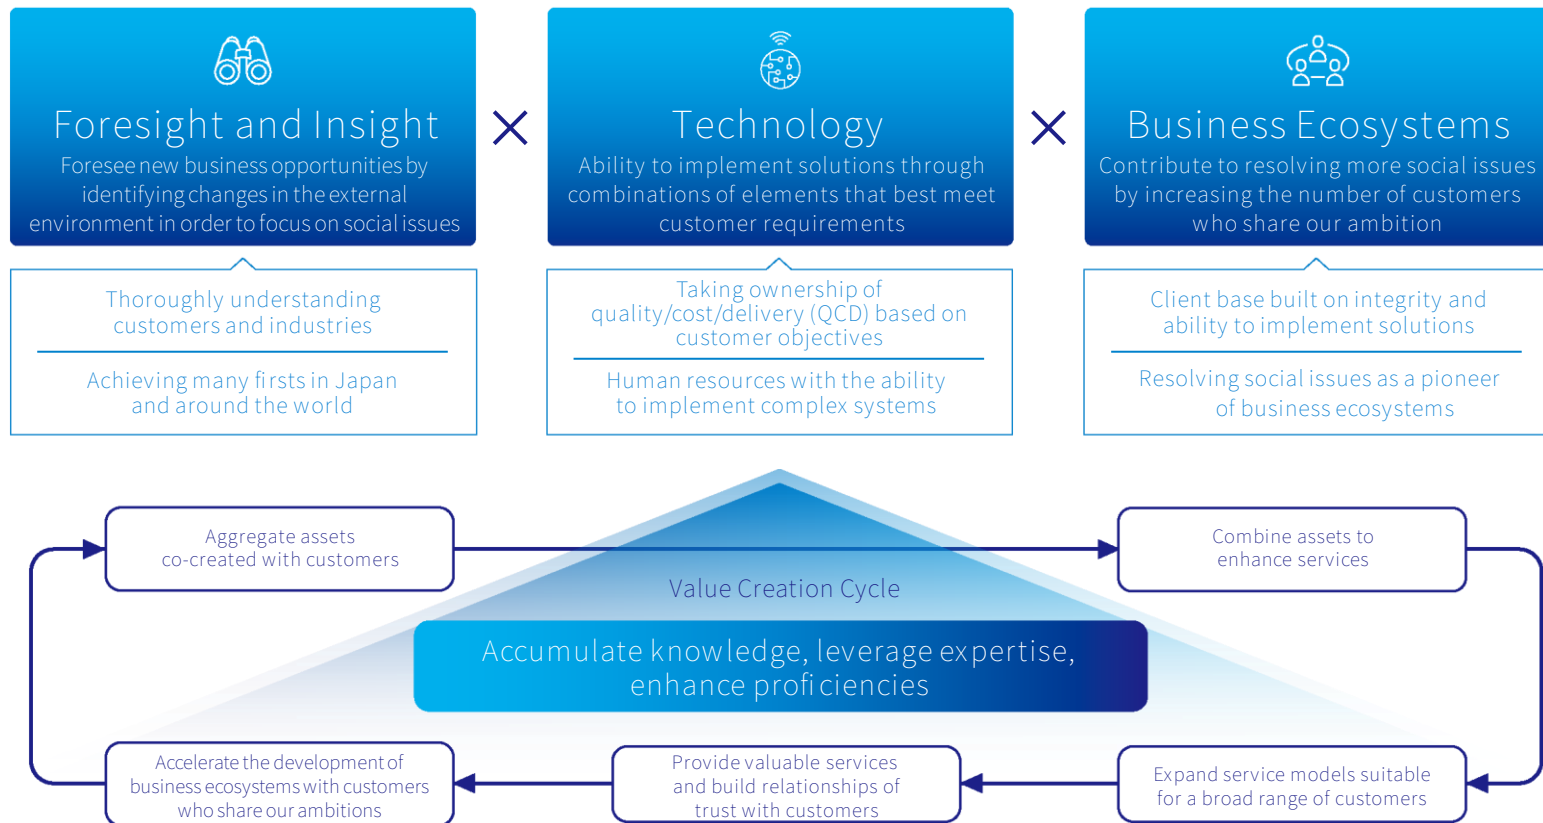 Foresight and Insight
Foresee new business opportunities by
identifying changes in the external
environment in order to focus on social issues
×
Technology
Ability to implement solutions through
combinations of elements that best meet
customer requirements
×
Business Ecosystems
Contribute to resolving more social issues
by increasing the number of customers
who share our ambition
Thoroughly understanding
customers and industries
Achieving many firsts in Japan
and around the world
Taking ownership of
quality/cost/delivery (QCD) based on
customer objectives
Human resources with the ability
to implement complex systems
Client base built on integrity and
ability to implement solutions
Resolving social issues as a pioneer
of business ecosystems
Aggregate assets
co-created with customers
Combine assets to
enhance services
Value Creation Cycle
Accumulate knowledge, leverage expertise,
enhance proficiencies
Accelerate the development of
business ecosystems with customers
who share our ambitions
Provide valuable services
and build relationships of
trust with customers
Expand service models suitable
for a broad range of customers